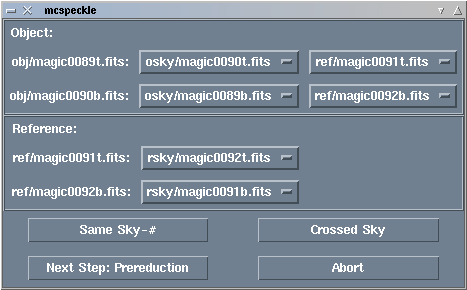 mcspeckle
Object:
obj/magic0089t.fits: osky/magic0090t.fits ref/magic0091t.fits
obj/magic0090b.fits: osky/magic0089b.fits ref/magic0092b.fits
Reference:
ref/magic0091t.fits: rsky/magic0092t.fits
ref/magic0092b.fits: rsky/magic0091b.fits
Same Sky-# Crossed Sky
Next Step: Prereduction Abort